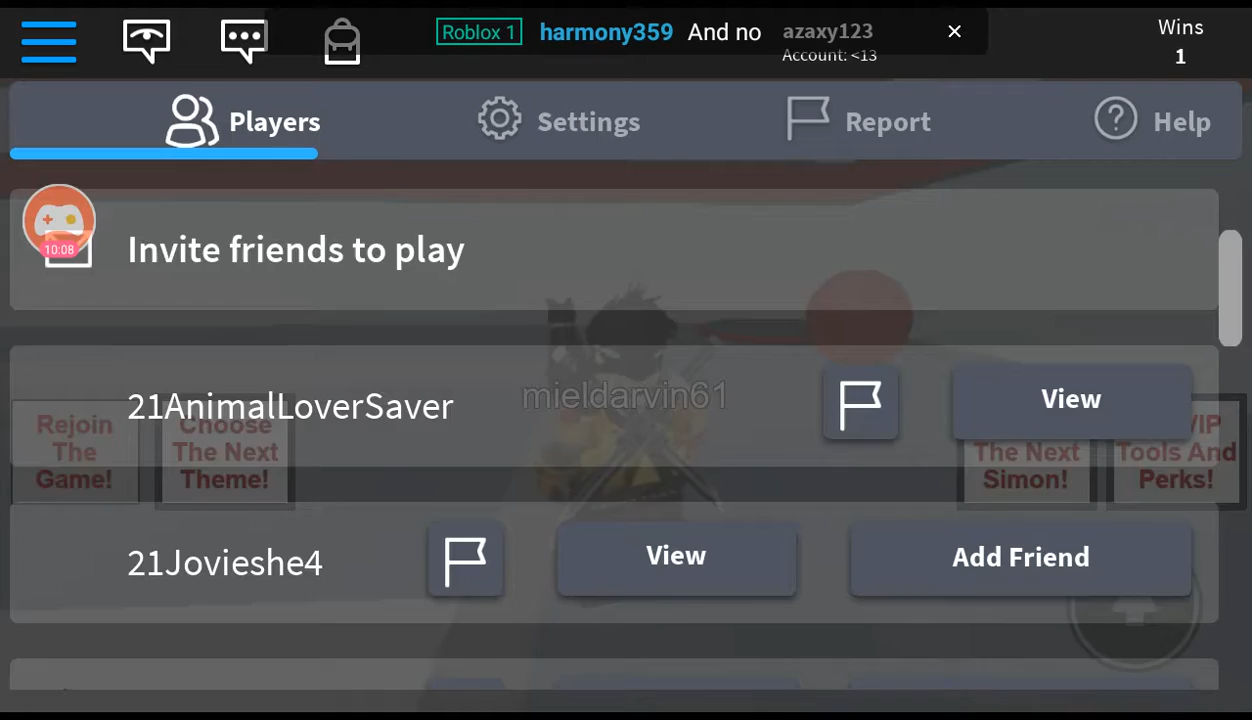 Roblox 1 harmony359 And no
azaxy123
Account: <13
Wins
1
Players
Settings
Report
Help
10:08
Invite friends to play
21AnimalLoverSaver
View
mieldarvin61
Rejoin
The
Game!
Choose
The Next
Theme!
The Next
Simon!
VIP
Tools And
Perks!
21Jovieshe4
View
Add Friend